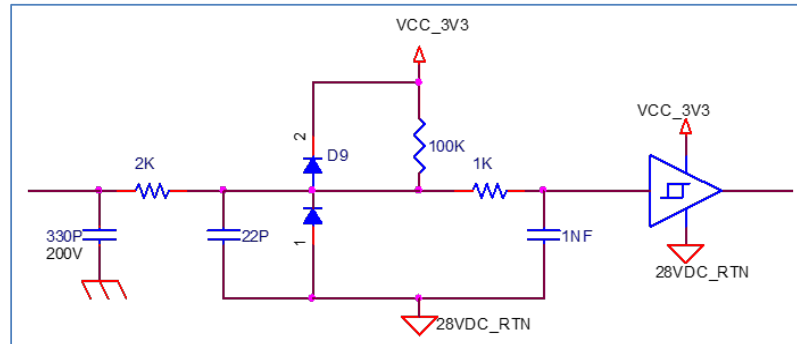 VCC_3V3
VCC_3V3
2
D9
100K
2K
1K
330P
200V
22P
1
1NF
28VDC_RTN
28VDC_RTN